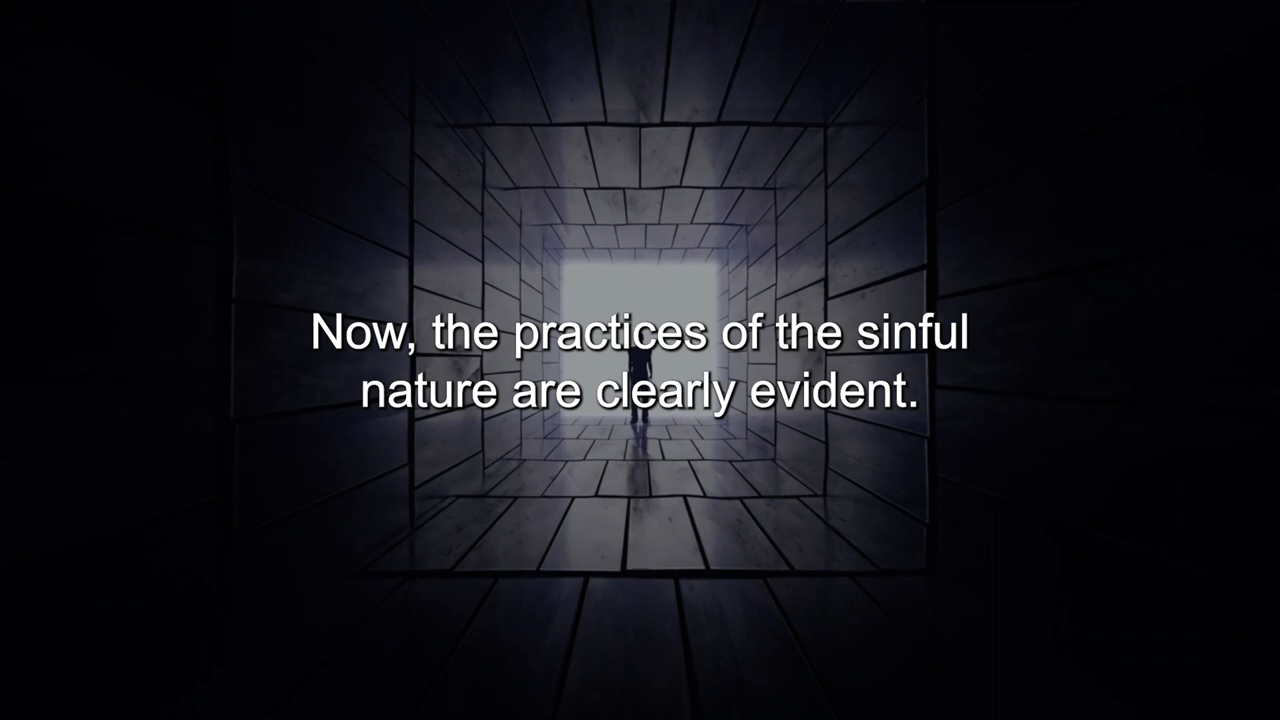 Now, the practices of the sinful
nature are clearly evident.